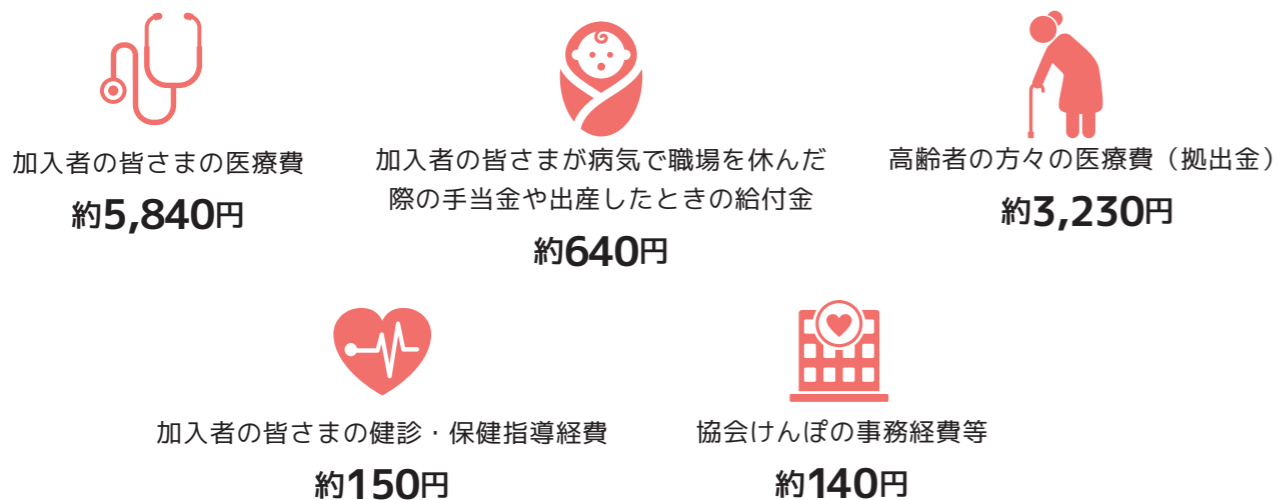 加入者の皆さまの医療費
約5,840円
加入者の皆さまが病気で職場を休んだ
際の手当金や出産したときの給付金
約640円
高齢者の方々の医療費（拠出金）
約3,230円
加入者の皆さまの健診・保健指導経費
約150円
協会けんぽの事務経費等
約140円